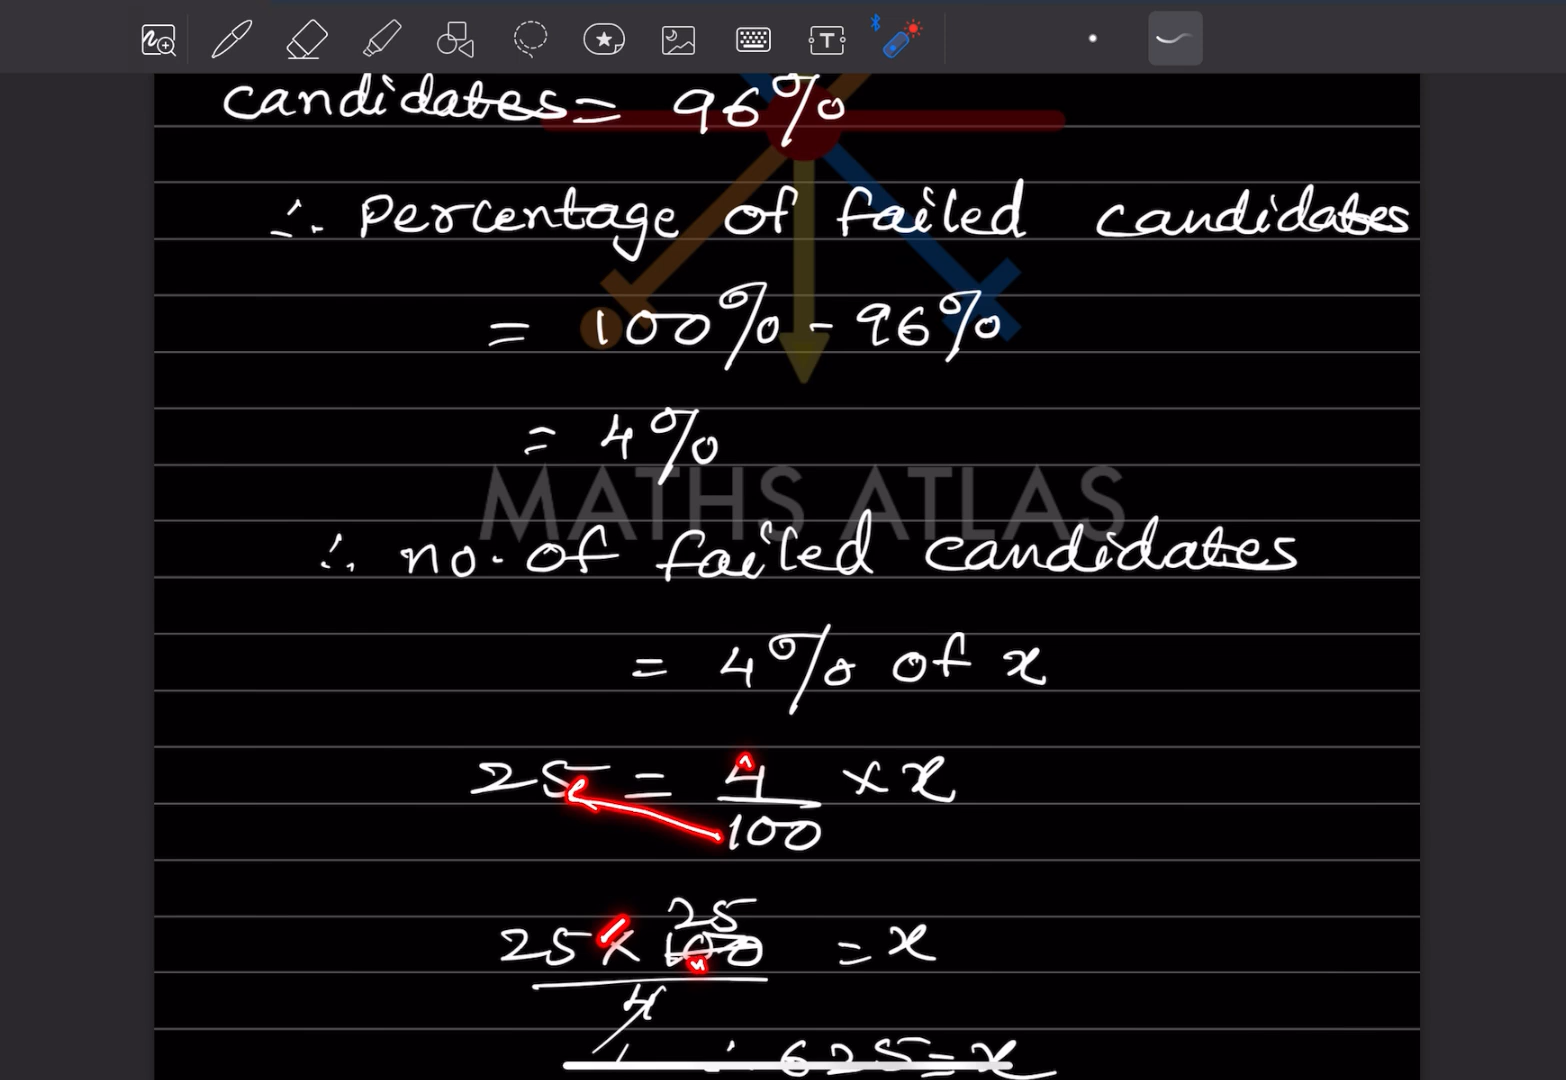 candidates = 96%
∴ Percentage of failed candidates
= 100% - 96%
= 4%
MATHS ATLAS
∴ no. of failed candidates
= 4% of x
25 = 4/100 × x
25 × 100 25 / 4 = x
1 ∴ 625 = x